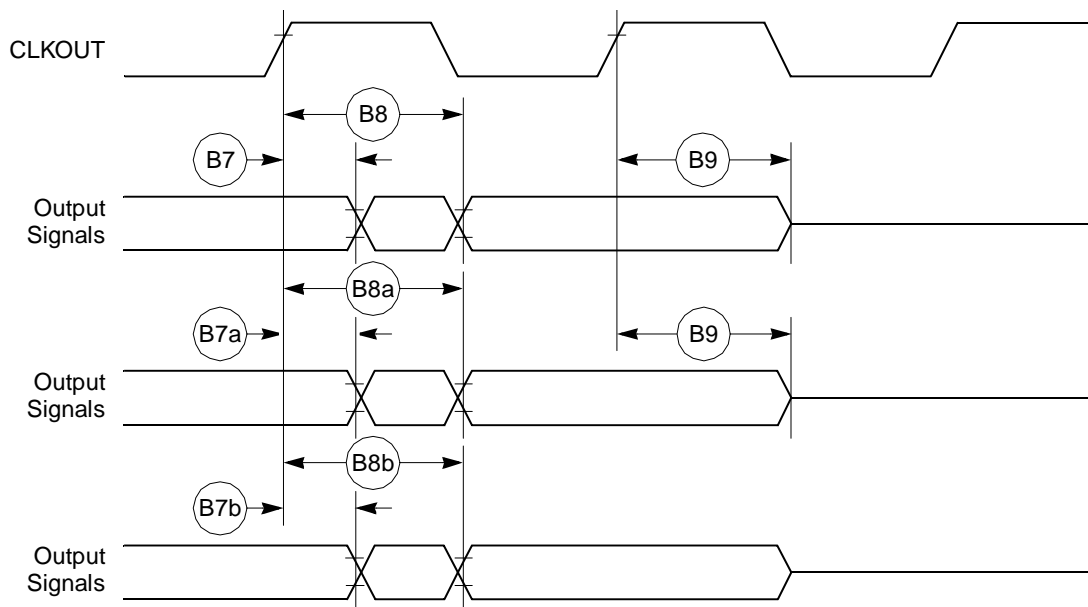 CLKOUT
B8
B7
B9
Output
Signals
B8a
B7a
B9
Output
Signals
B8b
B7b
Output
Signals